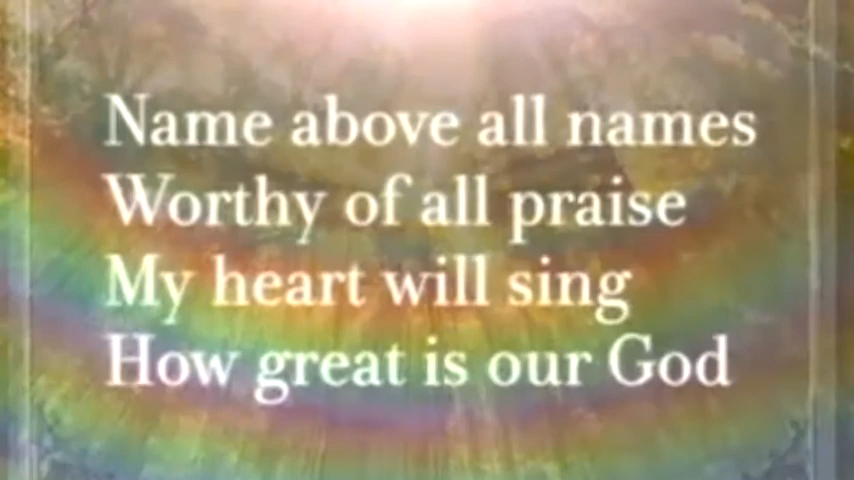 Name above all names
Worthy of all praise
My heart will sing
How great is our God